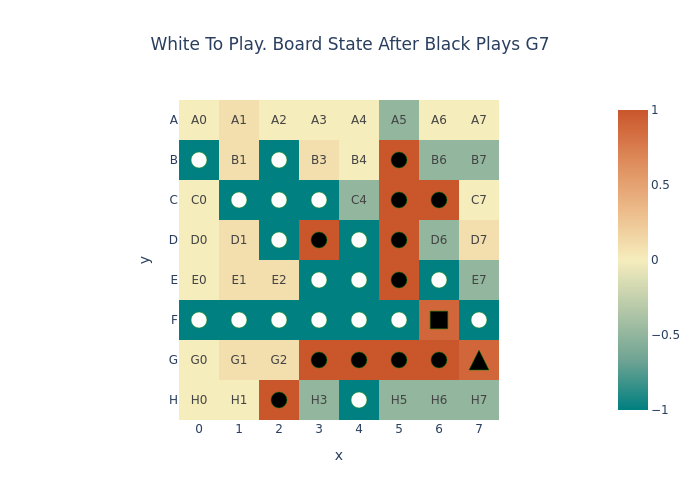 White To Play. Board State After Black Plays G7
A A0 A1 A2 A3 A4 A5 A6 A7
B B1 B3 B4 B6 B7
C C0 C4 C7
D D0 D1 D6 D7
E E0 E1 E2 E7
F
G G0 G1 G2
H H0 H1 H3 H5 H6 H7
0 1 2 3 4 5 6 7
x
y
1
0.5
0
−0.5
−1